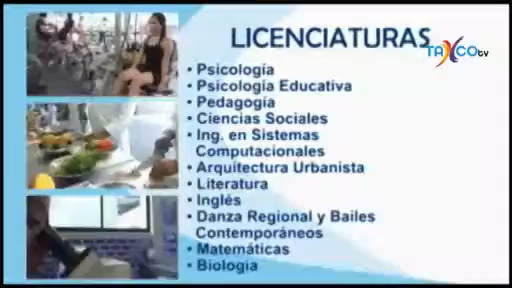 LICENCIATURAS
TAXCO tv
• Psicología
• Psicología Educativa
• Pedagogía
• Ciencias Sociales
• Ing. en Sistemas
Computacionales
• Arquitectura Urbanista
• Literatura
• Inglés
• Danza Regional y Bailes
Contemporáneos
• Matemáticas
• Biología